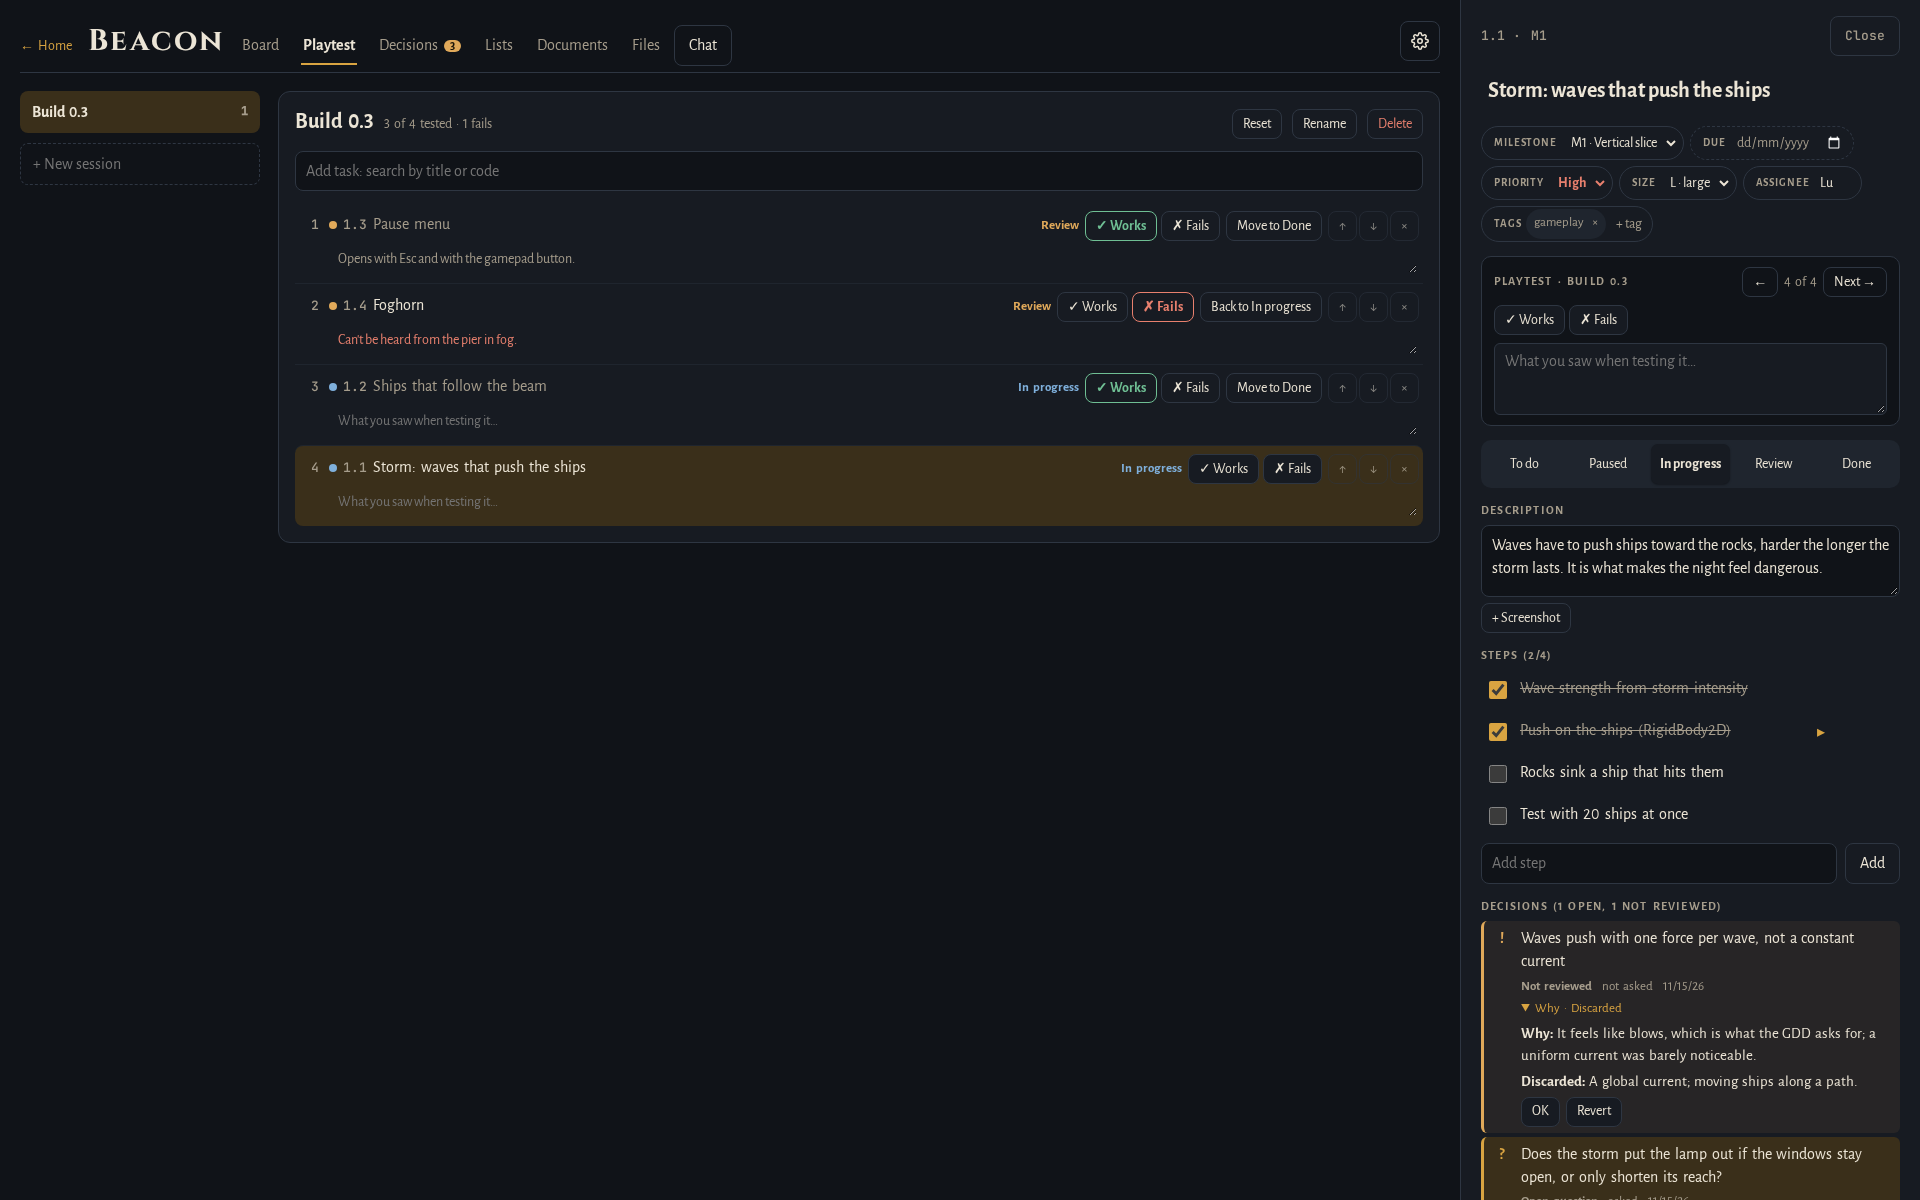 ← Home BEACON Board Playtest Decisions 3 Lists Documents Files Chat
Build 0.3 1
+ New session
Build 0.3 3 of 4 tested · 1 fails Reset Rename Delete
Add task: search by title or code
1 1.3 Pause menu Review ✓ Works ✗ Fails Move to Done ↑ ↓ ×
Opens with Esc and with the gamepad button.
2 1.4 Foghorn Review ✓ Works ✗ Fails Back to In progress ↑ ↓ ×
Can't be heard from the pier in fog.
3 1.2 Ships that follow the beam In progress ✓ Works ✗ Fails Move to Done ↑ ↓ ×
What you saw when testing it…
4 1.1 Storm: waves that push the ships In progress ✓ Works ✗ Fails ↑ ↓ ×
What you saw when testing it…
1.1 · M1 Close
Storm: waves that push the ships
MILESTONE M1 · Vertical slice DUE dd/mm/yyyy
PRIORITY High SIZE L · large ASSIGNEE Lu
TAGS gameplay × + tag
PLAYTEST · BUILD 0.3 ← 4 of 4 Next →
✓ Works ✗ Fails
What you saw when testing it…
To do Paused In progress Review Done
DESCRIPTION
Waves have to push ships toward the rocks, harder the longer the
storm lasts. It is what makes the night feel dangerous.
+ Screenshot
STEPS (2/4)
Wave strength from storm intensity
Push on the ships (RigidBody2D) ▶
Rocks sink a ship that hits them
Test with 20 ships at once
Add step Add
DECISIONS (1 OPEN, 1 NOT REVIEWED)
! Waves push with one force per wave, not a constant
current
Not reviewed not asked 11/15/26
▼ Why · Discarded
Why: It feels like blows, which is what the GDD asks for; a
uniform current was barely noticeable.
Discarded: A global current; moving ships along a path.
OK Revert
? Does the storm put the lamp out if the windows stay
open, or only shorten its reach?
Open question asked 11/15/26